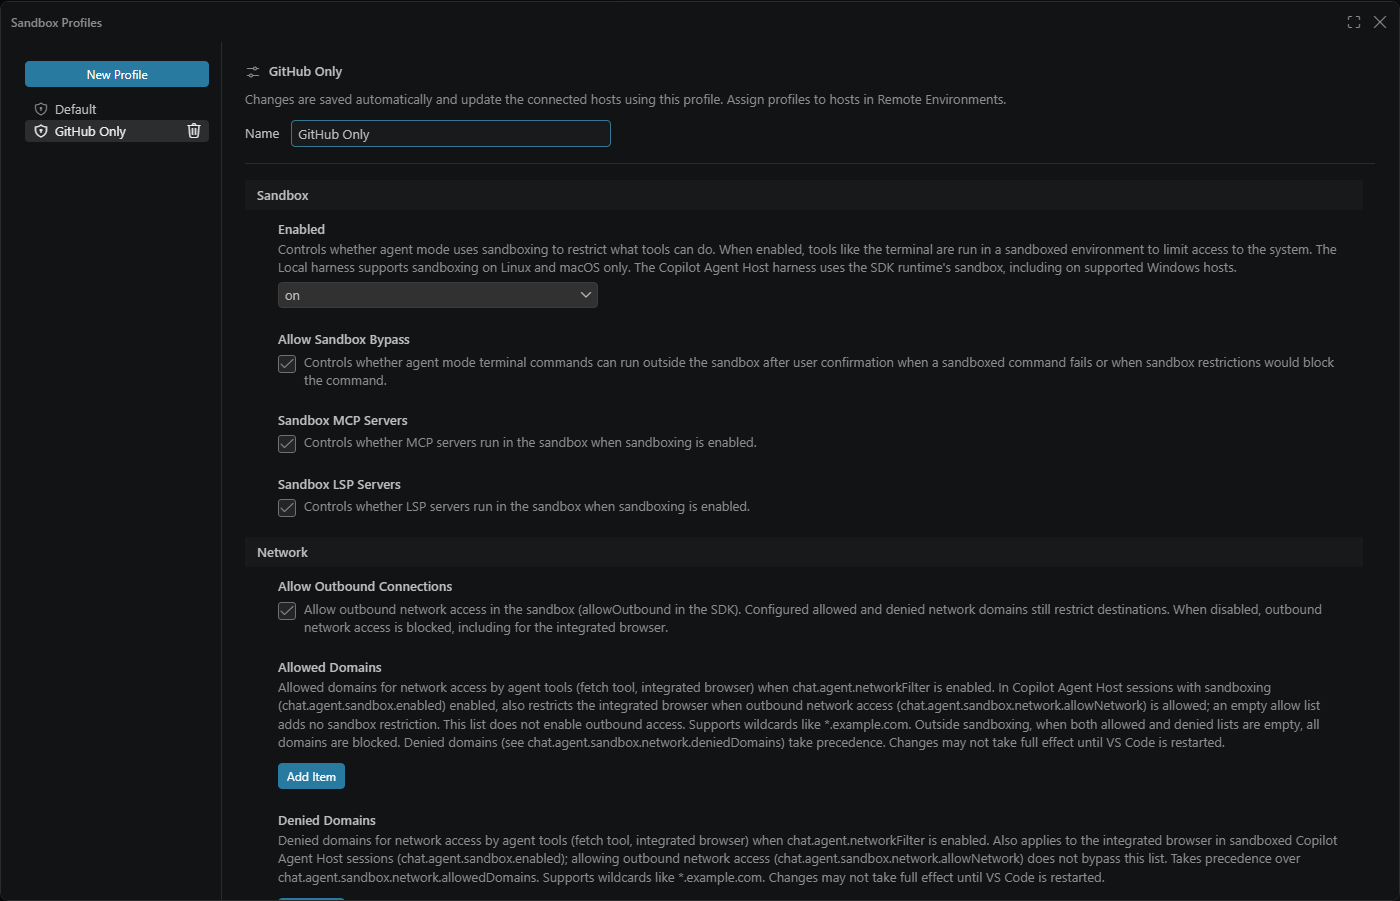 Sandbox Profiles
New Profile
Default
GitHub Only
GitHub Only
Changes are saved automatically and update the connected hosts using this profile. Assign profiles to hosts in Remote Environments.
Name
GitHub Only
Sandbox
Enabled
Controls whether agent mode uses sandboxing to restrict what tools can do. When enabled, tools like the terminal are run in a sandboxed environment to limit access to the system. The
Local harness supports sandboxing on Linux and macOS only. The Copilot Agent Host harness uses the SDK runtime's sandbox, including on supported Windows hosts.
on
Allow Sandbox Bypass
Controls whether agent mode terminal commands can run outside the sandbox after user confirmation when a sandboxed command fails or when sandbox restrictions would block
the command.
Sandbox MCP Servers
Controls whether MCP servers run in the sandbox when sandboxing is enabled.
Sandbox LSP Servers
Controls whether LSP servers run in the sandbox when sandboxing is enabled.
Network
Allow Outbound Connections
Allow outbound network access in the sandbox (allowOutbound in the SDK). Configured allowed and denied network domains still restrict destinations. When disabled, outbound
network access is blocked, including for the integrated browser.
Allowed Domains
Allowed domains for network access by agent tools (fetch tool, integrated browser) when chat.agent.networkFilter is enabled. In Copilot Agent Host sessions with sandboxing
(chat.agent.sandbox.enabled) enabled, also restricts the integrated browser when outbound network access (chat.agent.sandbox.network.allowNetwork) is allowed; an empty allow list
adds no sandbox restriction. This list does not enable outbound access. Supports wildcards like *.example.com. Outside sandboxing, when both allowed and denied lists are empty, all
domains are blocked. Denied domains (see chat.agent.sandbox.network.deniedDomains) take precedence. Changes may not take full effect until VS Code is restarted.
Add Item
Denied Domains
Denied domains for network access by agent tools (fetch tool, integrated browser) when chat.agent.networkFilter is enabled. Also applies to the integrated browser in sandboxed Copilot
Agent Host sessions (chat.agent.sandbox.enabled); allowing outbound network access (chat.agent.sandbox.network.allowNetwork) does not bypass this list. Takes precedence over
chat.agent.sandbox.network.allowedDomains. Supports wildcards like *.example.com. Changes may not take full effect until VS Code is restarted.